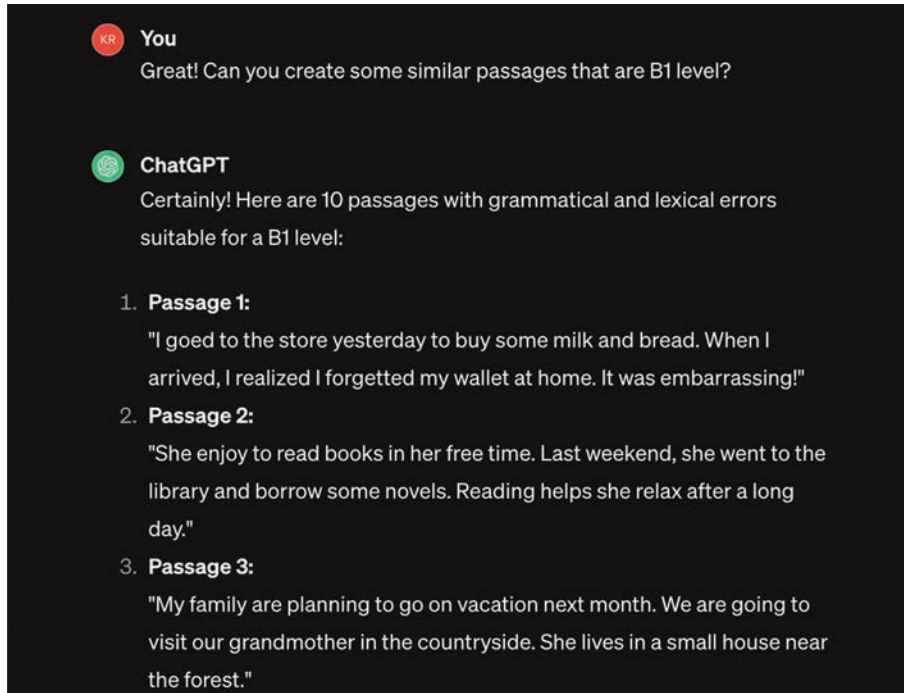 KR You
Great! Can you create some similar passages that are B1 level?
ChatGPT
Certainly! Here are 10 passages with grammatical and lexical errors
suitable for a B1 level:
1. Passage 1:
"I goed to the store yesterday to buy some milk and bread. When I
arrived, I realized I forgetted my wallet at home. It was embarrassing!"
2. Passage 2:
"She enjoy to read books in her free time. Last weekend, she went to the
library and borrow some novels. Reading helps she relax after a long
day."
3. Passage 3:
"My family are planning to go on vacation next month. We are going to
visit our grandmother in the countryside. She lives in a small house near
the forest."